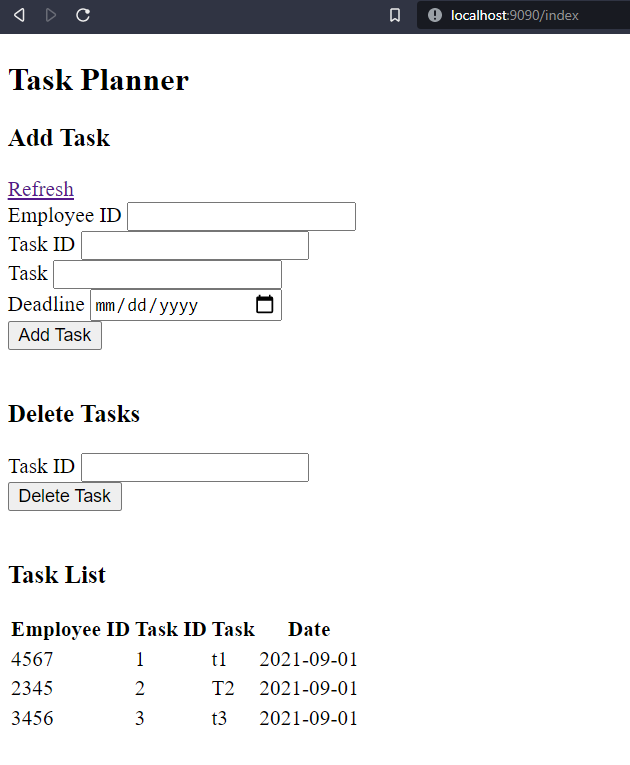 localhost:9090/index
Task Planner
Add Task
Refresh
Employee ID
Task ID
Task
Deadline mm/dd/yyyy
Add Task
Delete Tasks
Task ID
Delete Task
Task List
Employee ID Task ID Task Date
4567 1 t1 2021-09-01
2345 2 T2 2021-09-01
3456 3 t3 2021-09-01